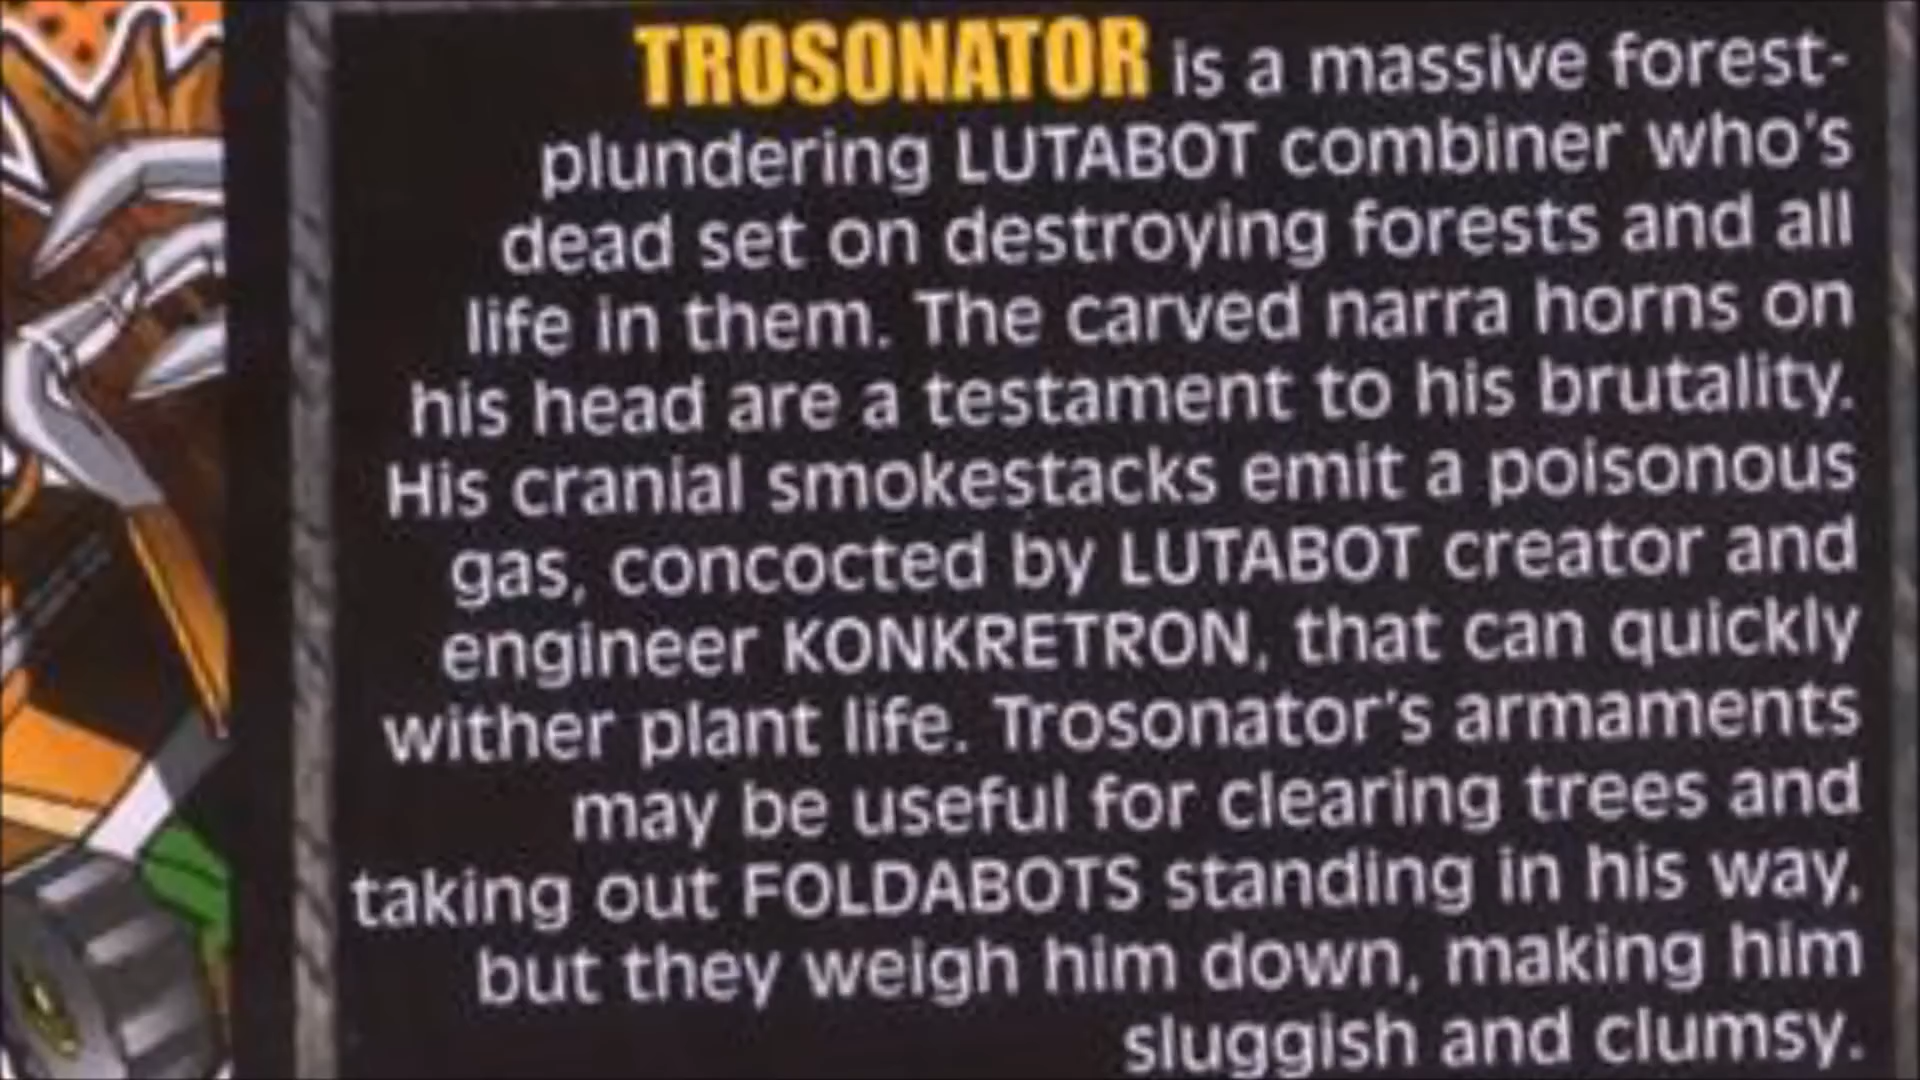 TROSONATOR is a massive forest-
plundering LUTABOT combiner who's
dead set on destroying forests and all
life in them. The carved narra horns on
his head are a testament to his brutality.
His cranial smokestacks emit a poisonous
gas, concocted by LUTABOT creator and
engineer KONKRETRON, that can quickly
wither plant life. Trosonator's armaments
may be useful for clearing trees and
taking out FOLDABOTS standing in his way,
but they weigh him down, making him
sluggish and clumsy.